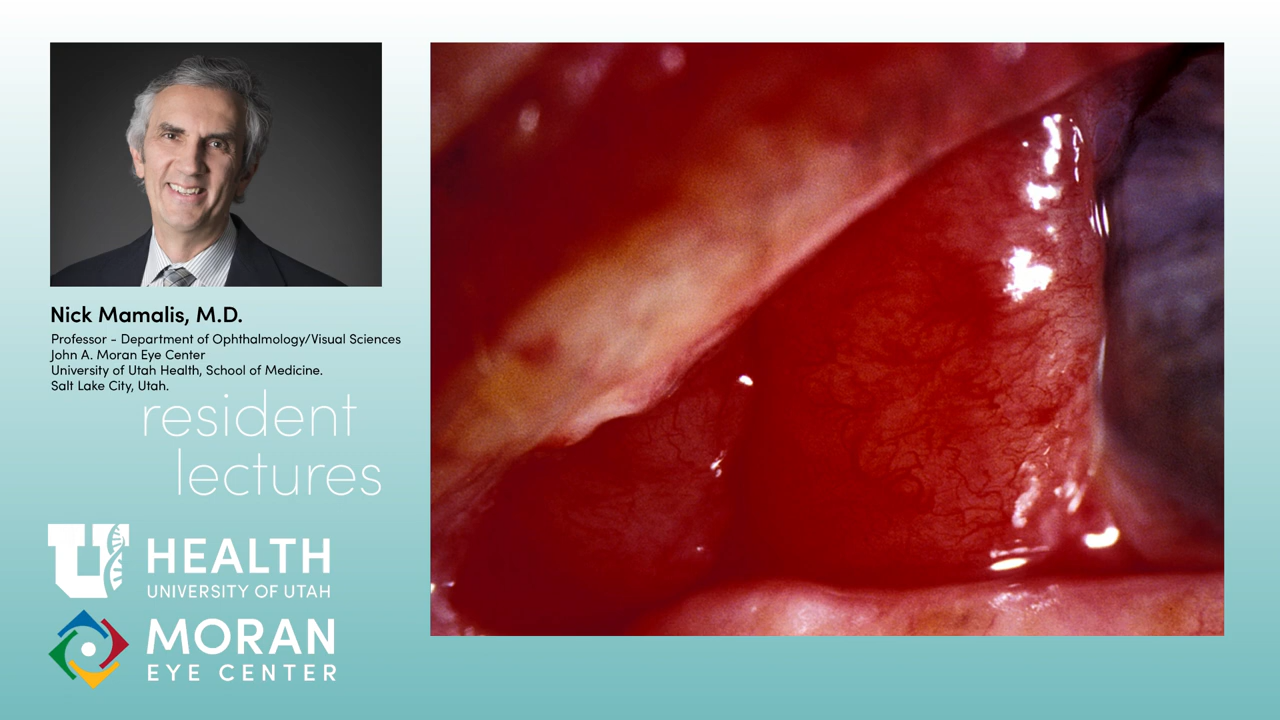 Nick Mamalis, M.D.
Professor - Department of Ophthalmology/Visual Sciences
John A. Moran Eye Center
University of Utah Health, School of Medicine.
Salt Lake City, Utah.
resident
lectures
U HEALTH
UNIVERSITY OF UTAH
MORAN
EYE CENTER